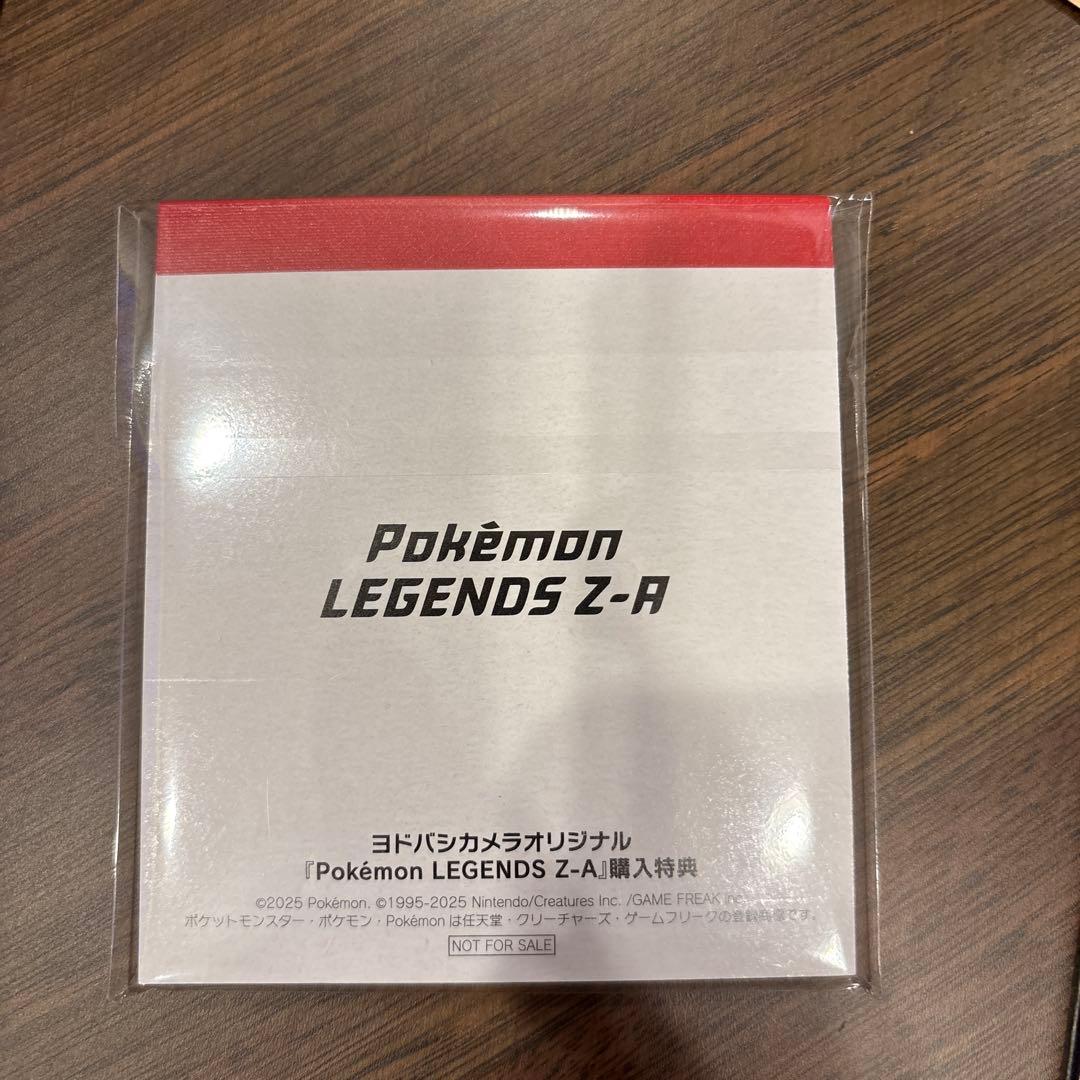 Pokémon
LEGENDS Z-A
ヨドバシカメラオリジナル
『Pokémon LEGENDS Z-A』購入特典
©2025 Pokémon. ©1995-2025 Nintendo/Creatures Inc. /GAME FREAK inc.
ポケットモンスター・ポケモン・Pokémonは任天堂・クリーチャーズ・ゲームフリークの登録商標です。
NOT FOR SALE